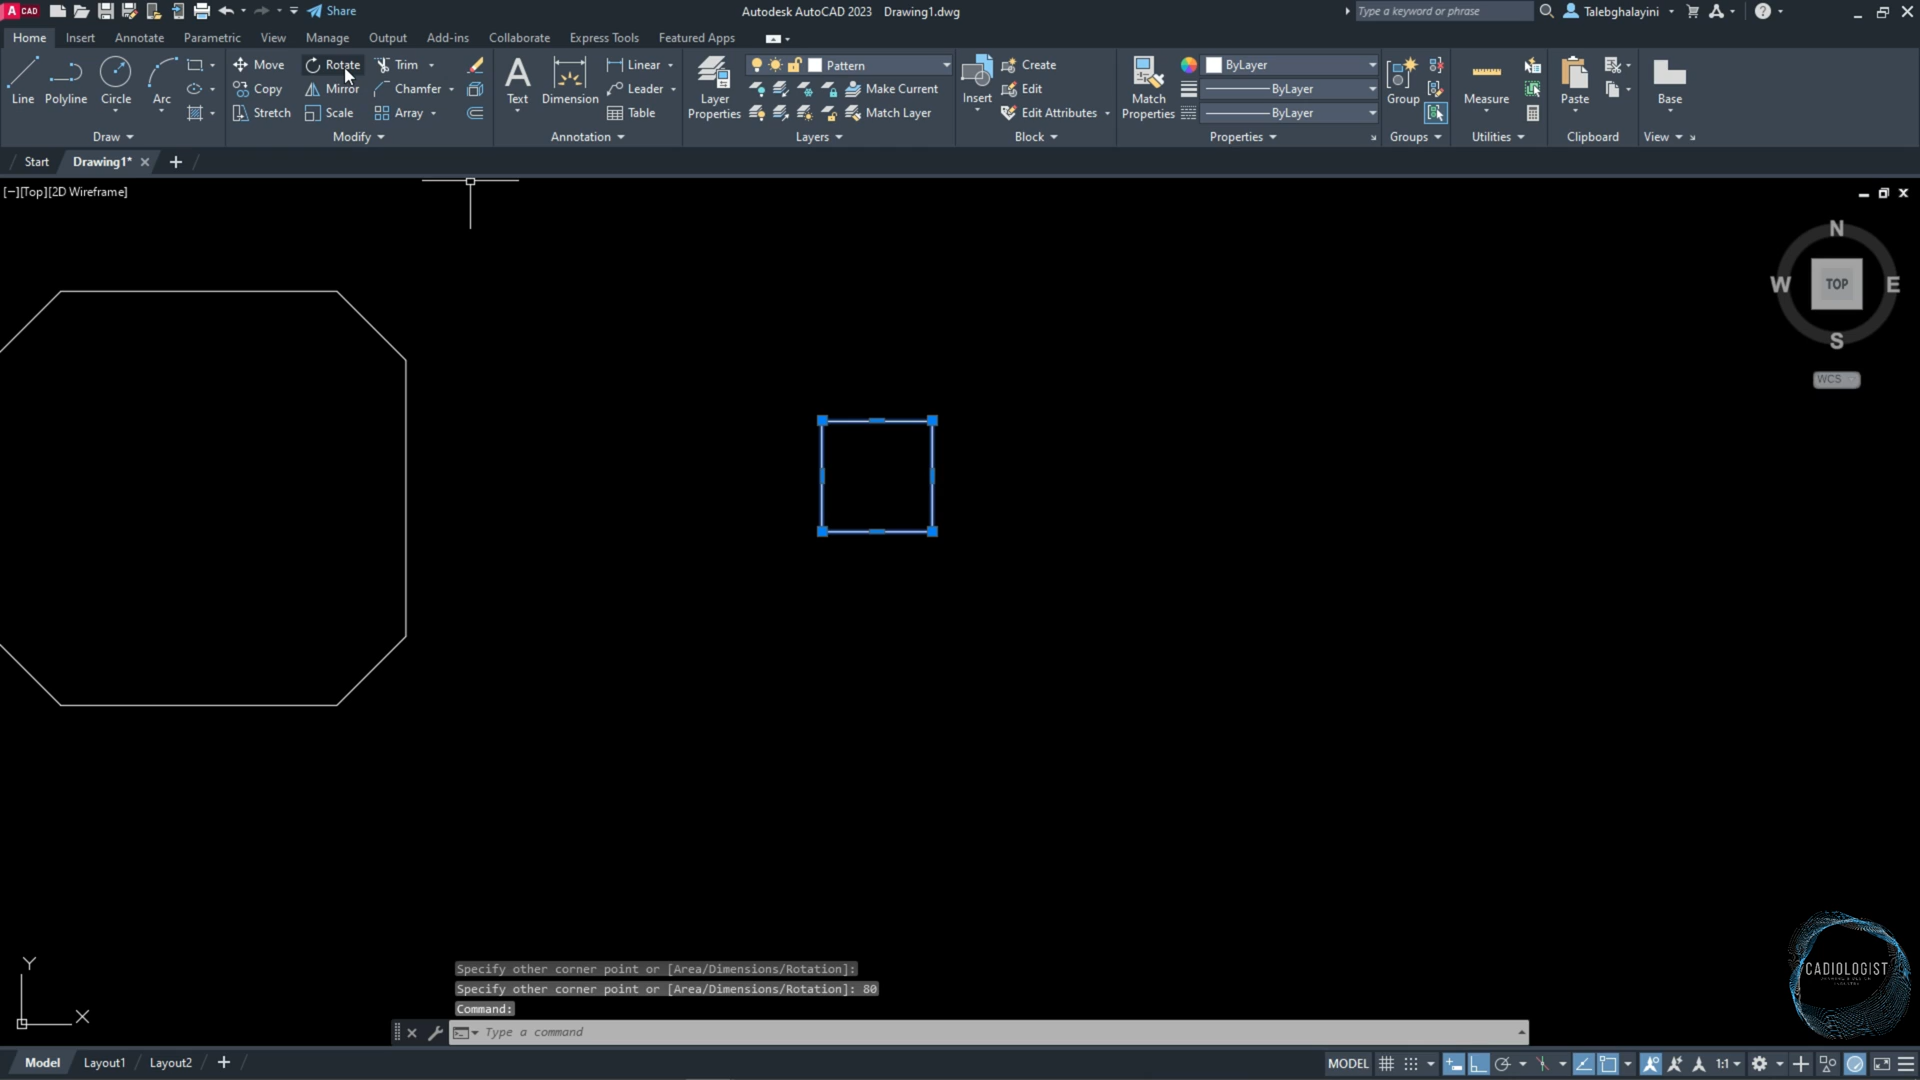 A CAD Share Autodesk AutoCAD 2023 Drawing1.dwg Type a keyword or phrase Talebghalayini
Home Insert Annotate Parametric View Manage Output Add-ins Collaborate Express Tools Featured Apps
Move Rotate Trim Linear Pattern Create ByLayer
Copy Mirror Chamfer Leader Make Current Edit ByLayer
Line Polyline Circle Arc Text Dimension Layer Properties Insert Match Properties Group Measure Paste Base
Stretch Scale Array Table Match Layer Edit Attributes ByLayer
Draw Modify Annotation Layers Block Properties Groups Utilities Clipboard View
Start Drawing1* +
[−][Top][2D Wireframe]
N
W TOP E
S
WCS
Y
X
CADIOLOGIST
Specify other corner point or [Area/Dimensions/Rotation]:
Specify other corner point or [Area/Dimensions/Rotation]: 80
Command:
Type a command
Model Layout1 Layout2 + MODEL 1:1